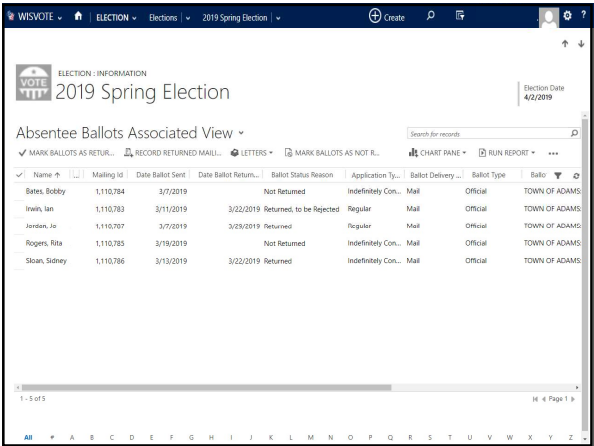 WISVOTE ELECTION Elections 2019 Spring Election Create ?
VOTE
ELECTION : INFORMATION
2019 Spring Election
Election Date
4/2/2019
Absentee Ballots Associated View
Search for records
MARK BALLOTS AS RETUR... RECORD RETURNED MAILI... LETTERS MARK BALLOTS AS NOT R... CHART PANE RUN REPORT ...
Name ... Mailing Id Date Ballot Sent Date Ballot Return... Ballot Status Reason Application Ty... Ballot Delivery ... Ballot Type Ballo
Bates, Bobby 1,110,784 3/7/2019 Not Returned Indefinitely Con... Mail Official TOWN OF ADAMS:
Irwin, Ian 1,110,783 3/11/2019 3/22/2019 Returned, to be Rejected Regular Mail Official TOWN OF ADAMS:
Jordan, Jo 1,110,707 3/7/2019 3/29/2019 Returned Regular Mail Official TOWN OF ADAMS:
Rogers, Rita 1,110,785 3/19/2019 Not Returned Indefinitely Con... Mail Official TOWN OF ADAMS:
Sloan, Sidney 1,110,786 3/13/2019 3/22/2019 Returned Indefinitely Con... Mail Official TOWN OF ADAMS:
1 - 5 of 5
Page 1
All # A B C D E F G H I J K L M N O P Q R S T U V W X Y Z